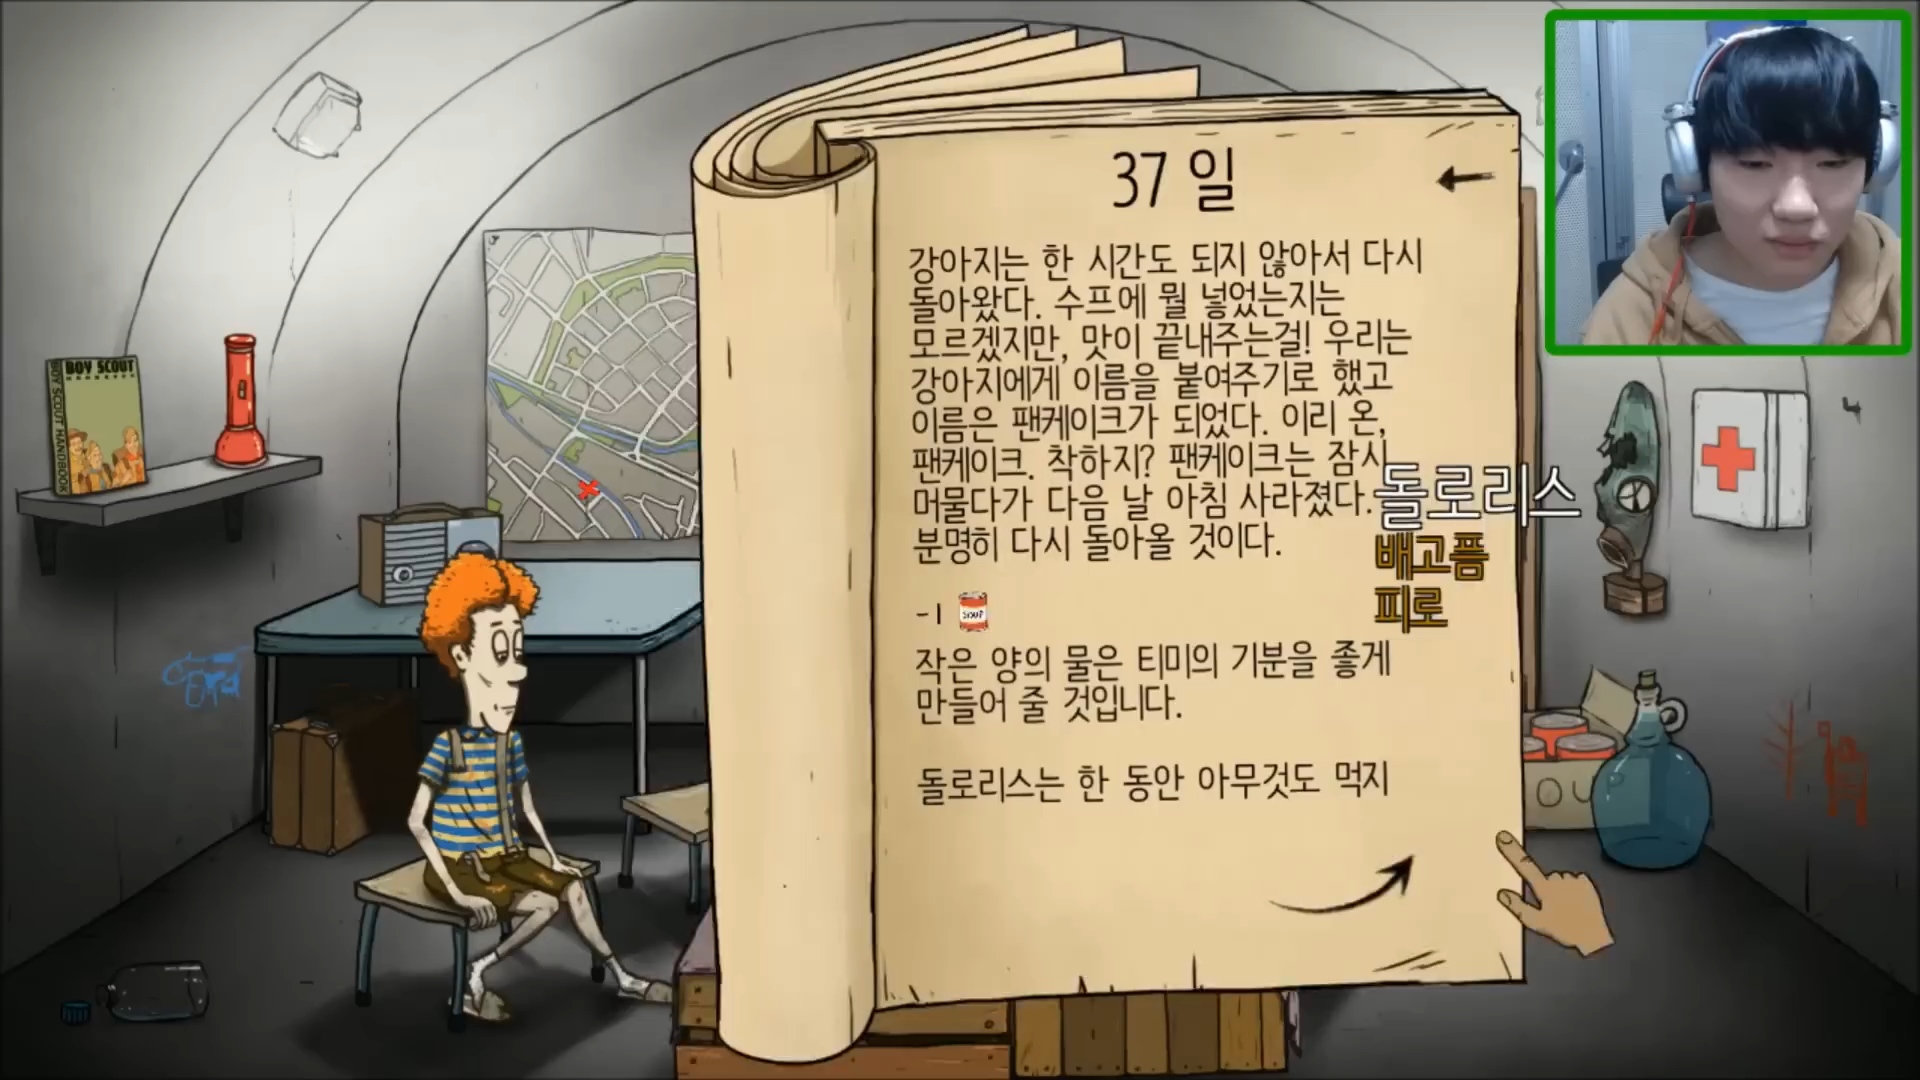 37 일
강아지는 한 시간도 되지 않아서 다시
돌아왔다. 수프에 뭘 넣었는지는
모르겠지만, 맛이 끝내주는걸! 우리는
강아지에게 이름을 붙여주기로 했고
이름은 팬케이크가 되었다. 이리 온,
팬케이크. 착하지? 팬케이크는 잠시
머물다가 다음 날 아침 사라졌다.
분명히 다시 돌아올 것이다.
-1
SOUP
작은 양의 물은 티미의 기분을 좋게
만들어 줄 것입니다.
돌로리스는 한 동안 아무것도 먹지
돌로리스
배고픔
피로
BOY SCOUT
BOY SCOUT HANDBOOK